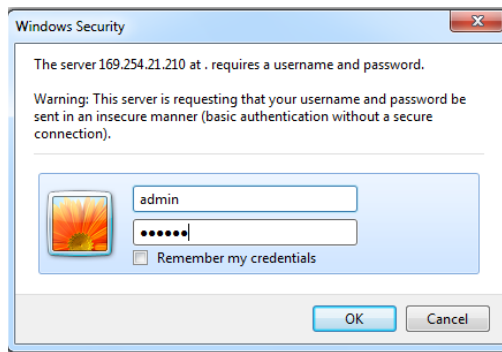 Windows Security
The server 169.254.21.210 at . requires a username and password.
Warning: This server is requesting that your username and password be
sent in an insecure manner (basic authentication without a secure
connection).
admin
●●●●●●
Remember my credentials
OK
Cancel